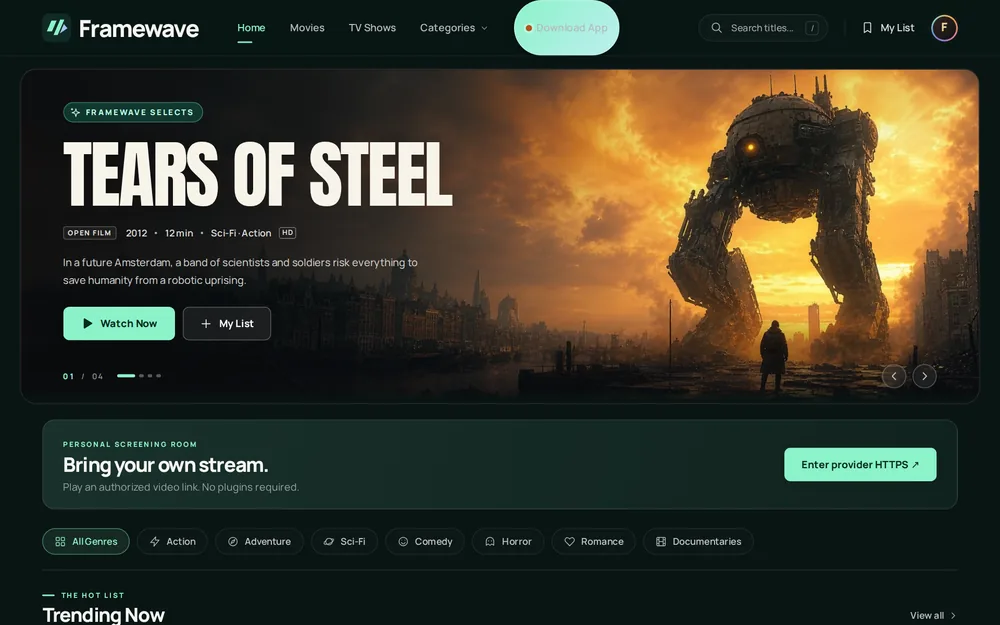 Framewave
Home
Movies
TV Shows
Categories
Download App
Search titles...
/
My List
F
FRAMEWAVE SELECTS
TEARS OF STEEL
OPEN FILM 2012 • 12 min • Sci-Fi · Action HD
In a future Amsterdam, a band of scientists and soldiers risk everything to
save humanity from a robotic uprising.
Watch Now
My List
01 / 04
PERSONAL SCREENING ROOM
Bring your own stream.
Play an authorized video link. No plugins required.
Enter provider HTTPS ↗
All Genres
Action
Adventure
Sci-Fi
Comedy
Horror
Romance
Documentaries
THE HOT LIST
Trending Now
View all